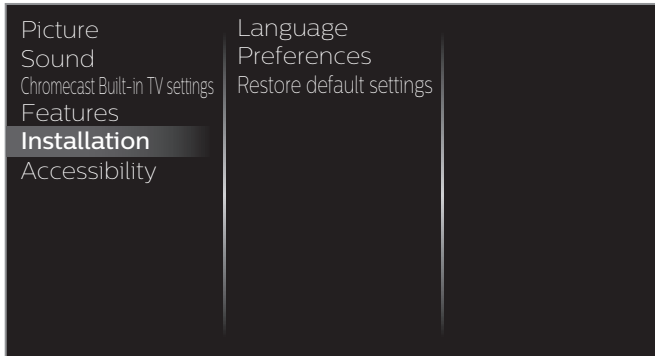 Picture
Sound
Chromecast Built-in TV settings
Features
Installation
Accessibility
Language
Preferences
Restore default settings